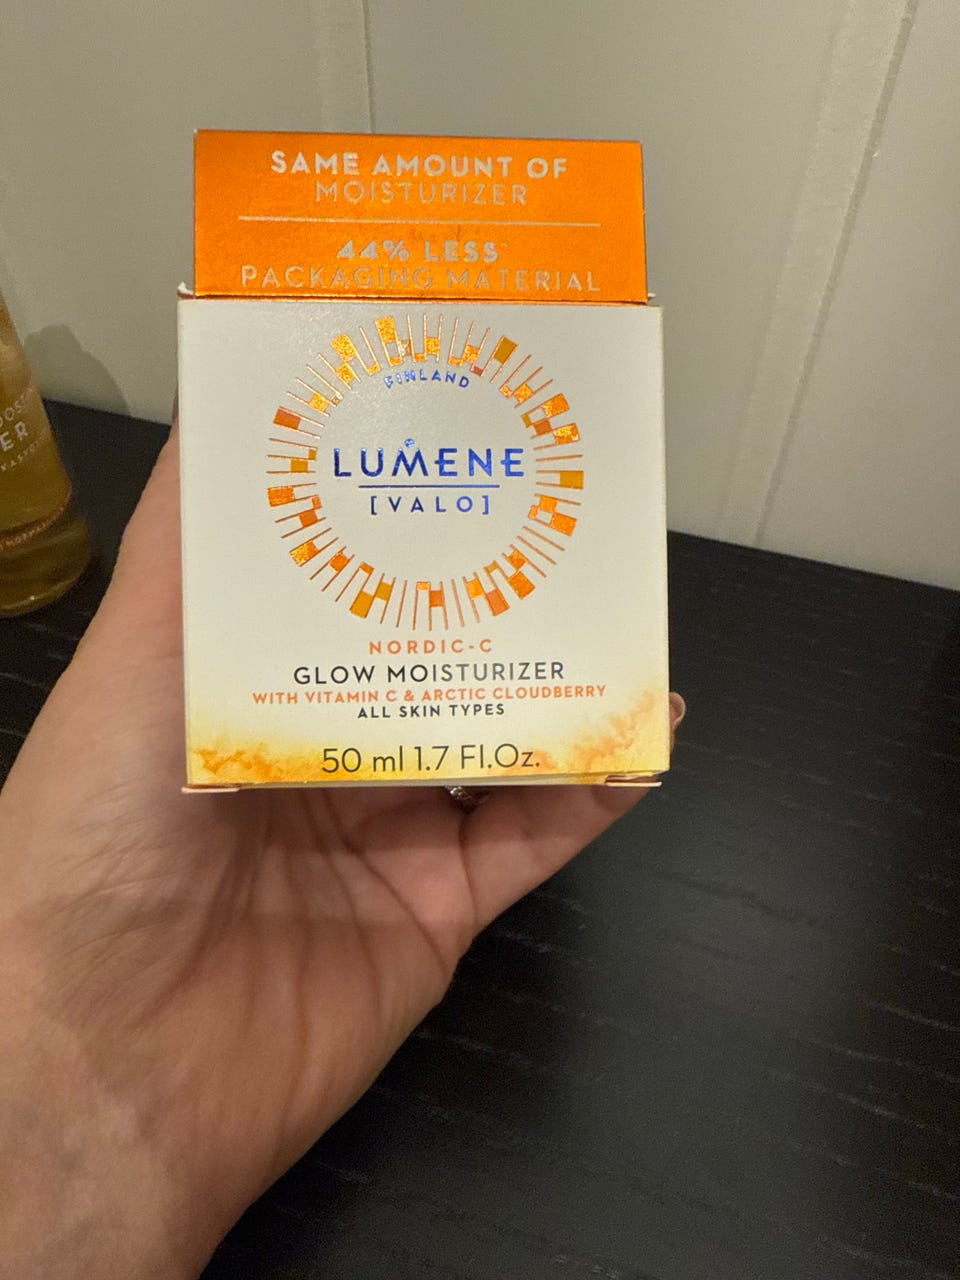 SAME AMOUNT OF
MOISTURIZER
44% LESS
PACKAGING MATERIAL
FINLAND
LUMENE
[VALO]
NORDIC-C
GLOW MOISTURIZER
WITH VITAMIN C & ARCTIC CLOUDBERRY
ALL SKIN TYPES
50 ml 1.7 Fl.Oz.